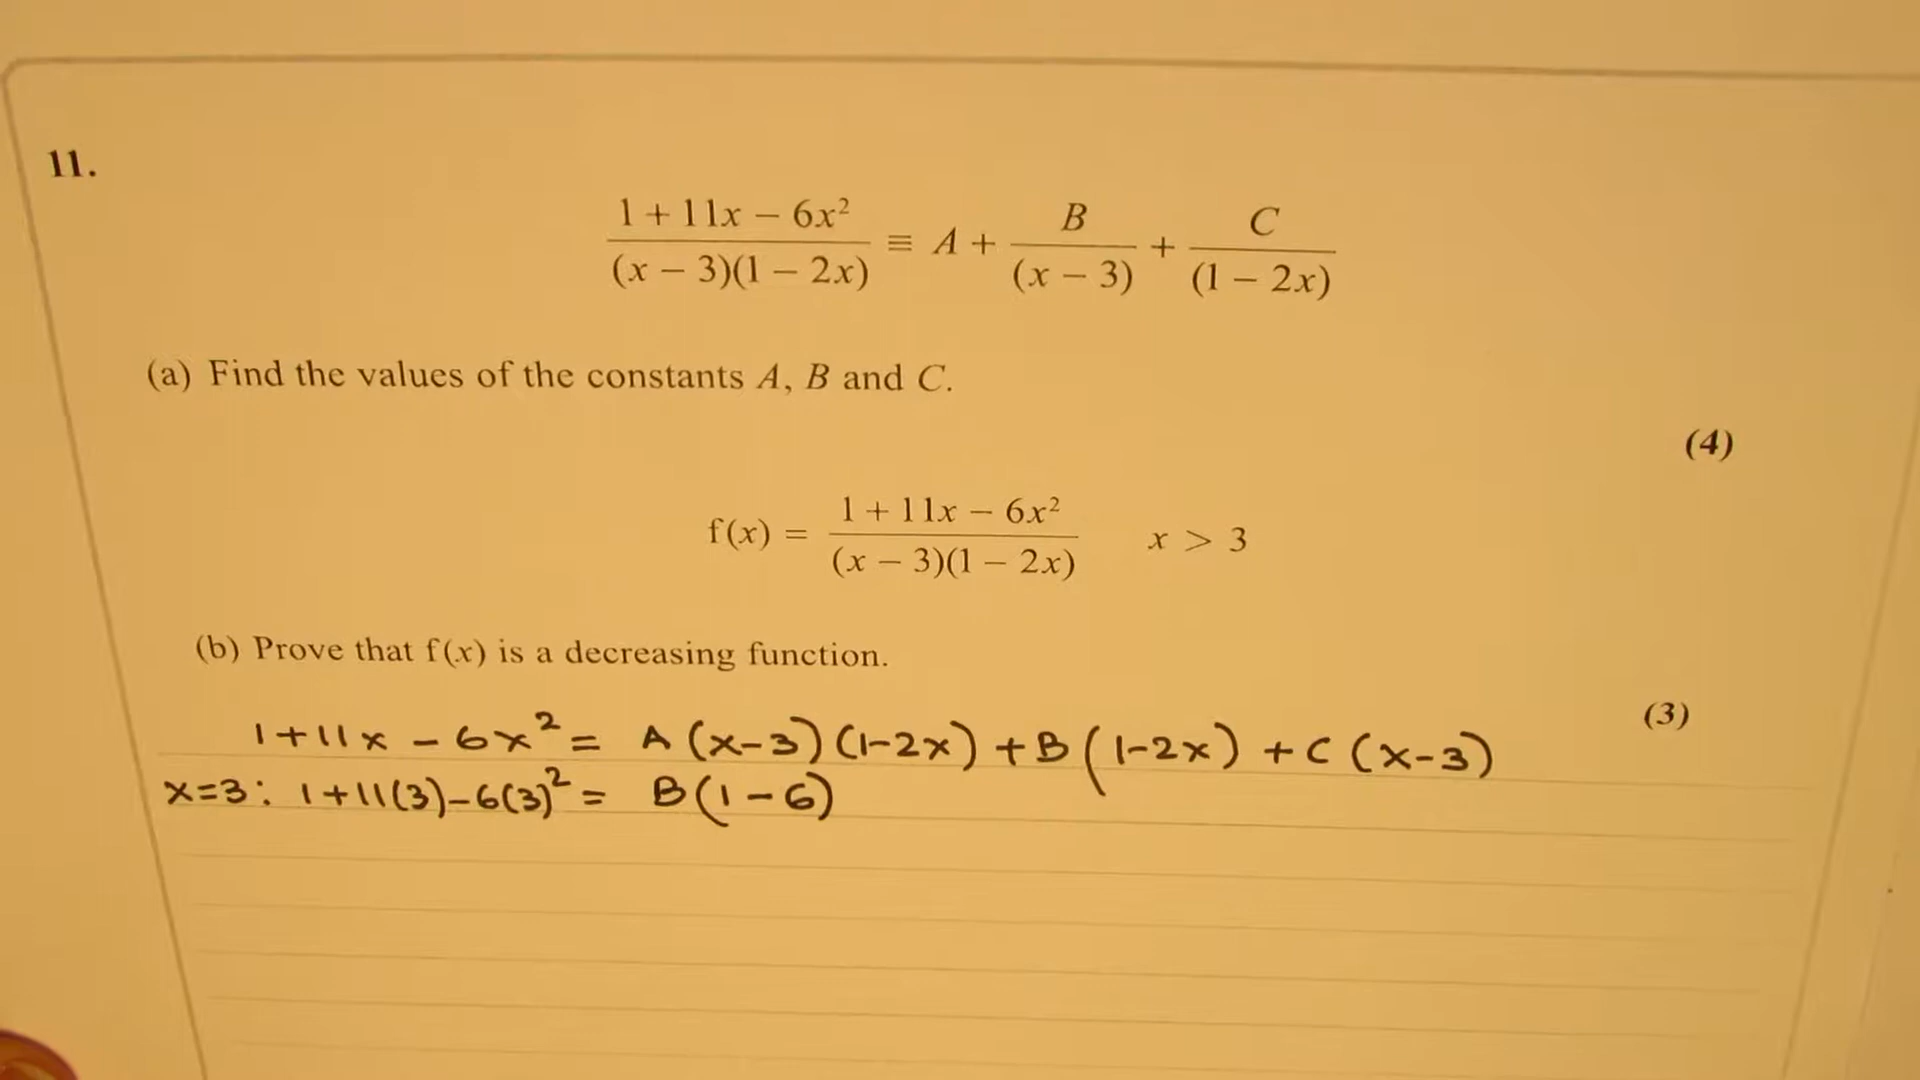 11.
1 + 11x − 6x² / (x − 3)(1 − 2x) ≡ A + B / (x − 3) + C / (1 − 2x)
(a) Find the values of the constants A, B and C.
(4)
f(x) = 1 + 11x − 6x² / (x − 3)(1 − 2x) x > 3
(b) Prove that f(x) is a decreasing function.
(3)
1+11x − 6x² = A(x−3)(1−2x) + B(1−2x) + C(x−3)
x=3: 1+11(3)−6(3)² = B(1−6)